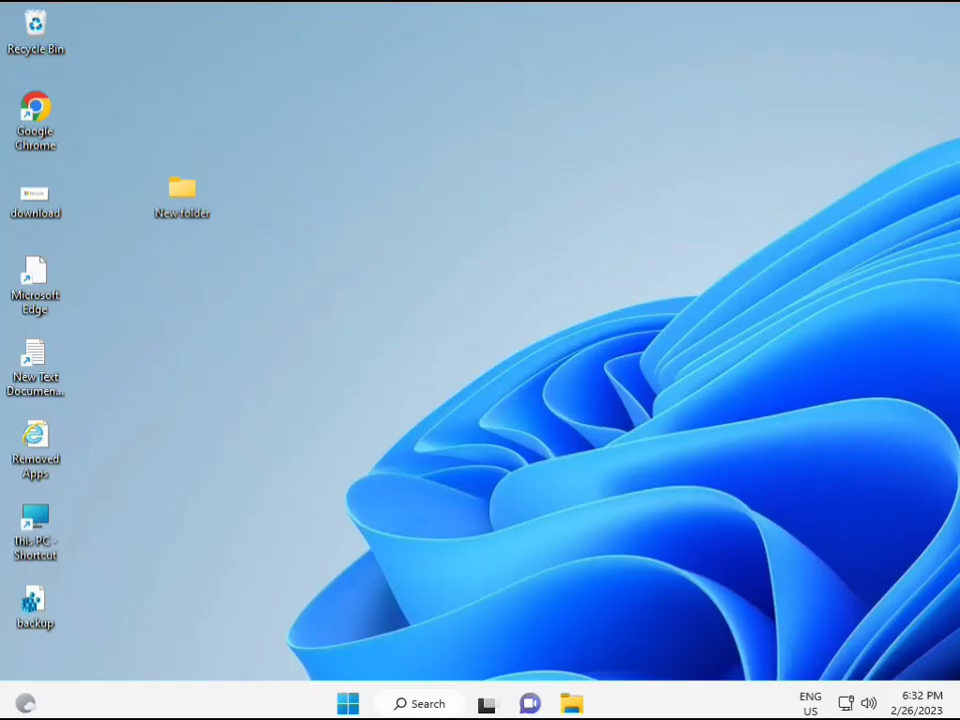 Recycle Bin
Google
Chrome
download
New folder
Microsoft
Edge
New Text
Documen...
Removed
Apps
This PC -
Shortcut
backup
Search
ENG
US
6:32 PM
2/26/2023